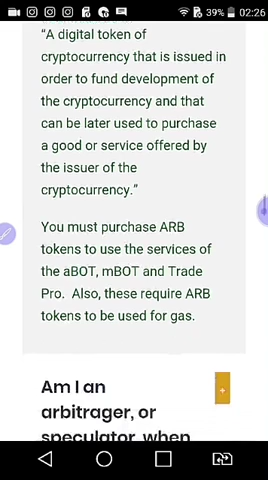 39% 02:26
“A digital token of
cryptocurrency that is issued in
order to fund development of
the cryptocurrency and that
can be later used to purchase
a good or service offered by
the issuer of the
cryptocurrency.”
You must purchase ARB
tokens to use the services of
the aBOT, mBOT and Trade
Pro. Also, these require ARB
tokens to be used for gas.
Am I an
+
arbitrager, or
speculator, when